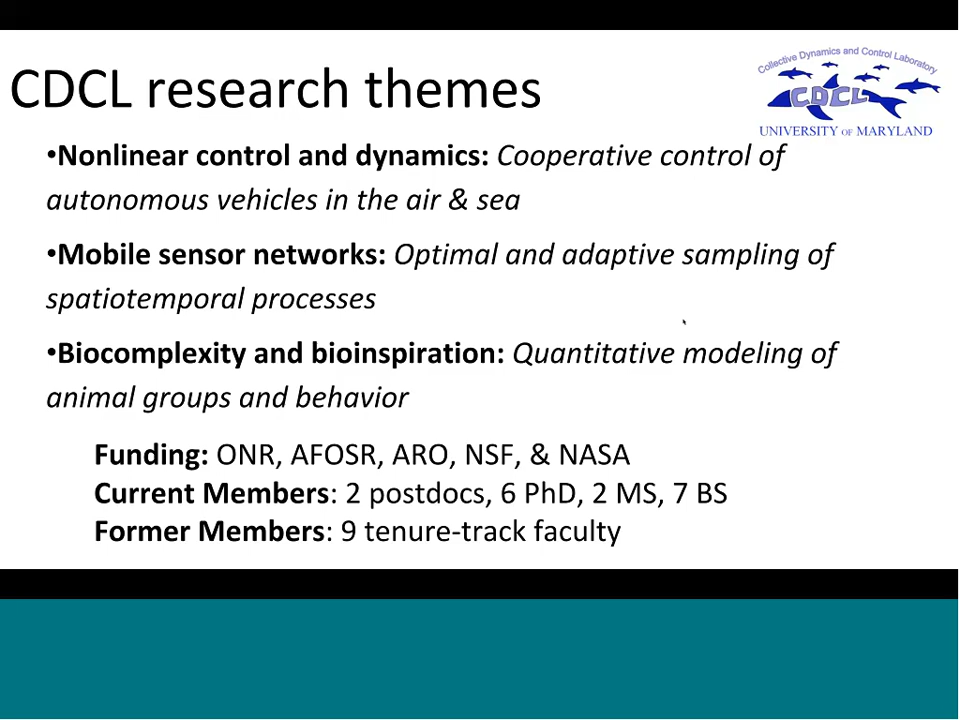 CDCL research themes
Collective Dynamics and Control Laboratory
CDCL
UNIVERSITY OF MARYLAND
•Nonlinear control and dynamics: Cooperative control of
autonomous vehicles in the air & sea
•Mobile sensor networks: Optimal and adaptive sampling of
spatiotemporal processes
•Biocomplexity and bioinspiration: Quantitative modeling of
animal groups and behavior
Funding: ONR, AFOSR, ARO, NSF, & NASA
Current Members: 2 postdocs, 6 PhD, 2 MS, 7 BS
Former Members: 9 tenure-track faculty